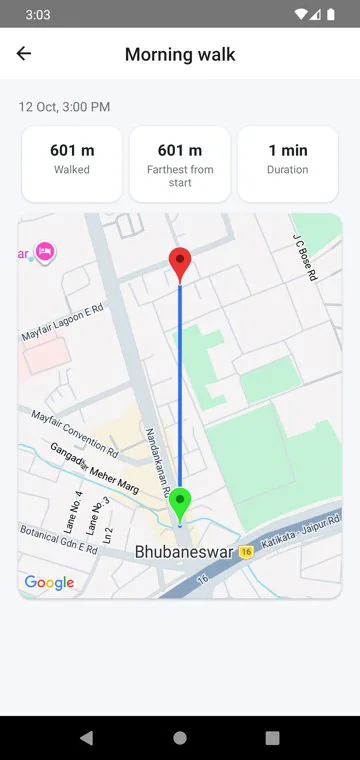 3:03
Morning walk
12 Oct, 3:00 PM
601 m
Walked
601 m
Farthest from
start
1 min
Duration
ar
J C Bose Rd
Mayfair Lagoon E Rd
Mayfair Convention Rd
Gangadhar Meher Marg
Nandankanan Rd
Lane No. 4
Lane No. 3
Ln 2
Botanical Gdn E Rd
Bhubaneswar
16
Katikata - Jaipur Rd
16
Google